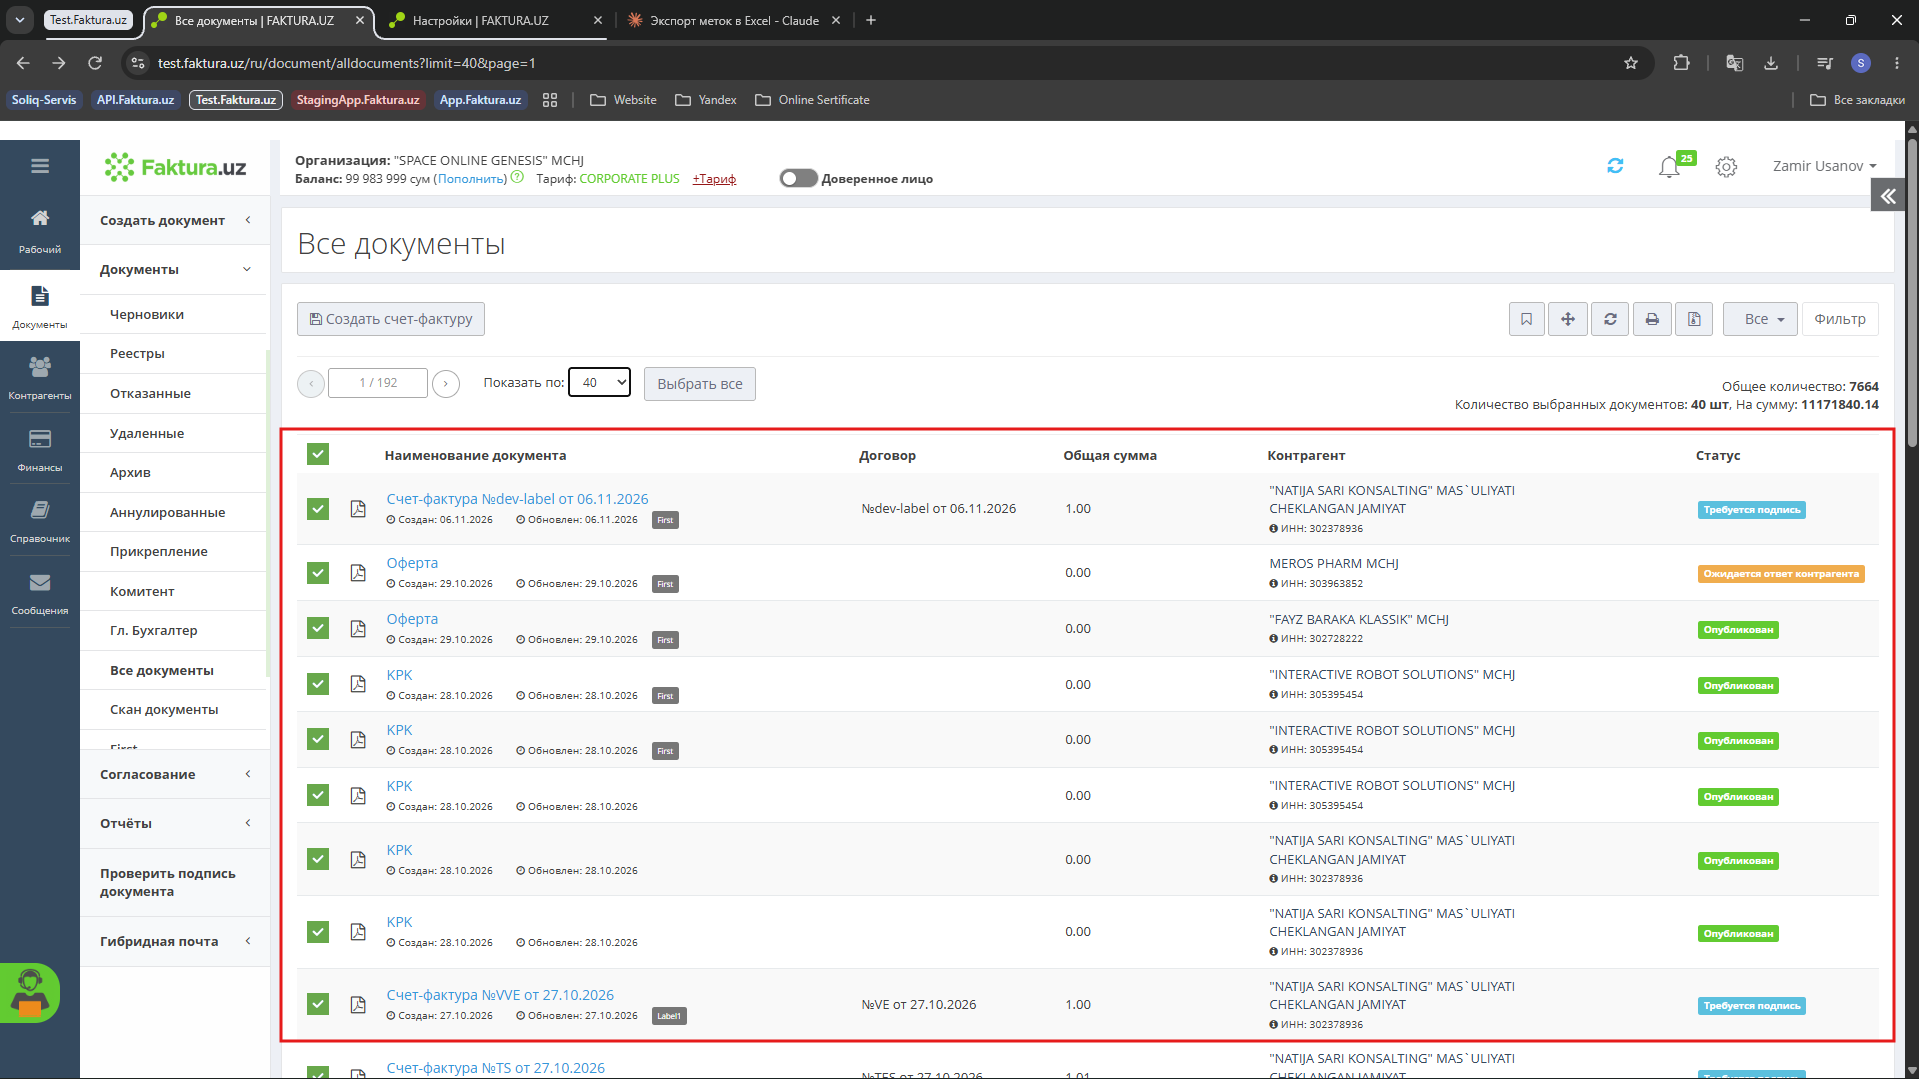 Test.Faktura.uz
Все документы | FAKTURA.UZ
Настройки | FAKTURA.UZ
Экспорт меток в Excel - Claude
test.faktura.uz/ru/document/alldocuments?limit=40&page=1
S
Soliq-Servis
API.Faktura.uz
Test.Faktura.uz
StagingApp.Faktura.uz
App.Faktura.uz
Website
Yandex
Online Sertificate
Все закладки
Рабочий
Документы
Контрагенты
Финансы
Справочник
Сообщения
Faktura.uz
Создать документ
Документы
Черновики
Реестры
Отказанные
Удаленные
Архив
Аннулированные
Прикрепление
Комитент
Гл. Бухгалтер
Все документы
Скан документы
First
Согласование
Отчёты
Проверить подпись
документа
Гибридная почта
Организация: "SPACE ONLINE GENESIS" MCHJ
Баланс: 99 983 999 сум (Пополнить) Тариф: CORPORATE PLUS +Тариф
Доверенное лицо
25
Zamir Usanov
Все документы
Создать счет-фактуру
Все
Фильтр
1 / 192
Показать по: 40
Выбрать все
Общее количество: 7664
Количество выбранных документов: 40 шт, На сумму: 11171840.14
Наименование документа Договор Общая сумма Контрагент Статус
Счет-фактура №dev-label от 06.11.2026
Создан: 06.11.2026 Обновлен: 06.11.2026 First
№dev-label от 06.11.2026
1.00
"NATIJA SARI KONSALTING" MAS`ULIYATI
CHEKLANGAN JAMIYAT
ИНН: 302378936
Требуется подпись
Оферта
Создан: 29.10.2026 Обновлен: 29.10.2026 First
0.00
MEROS PHARM MCHJ
ИНН: 303963852
Ожидается ответ контрагента
Оферта
Создан: 29.10.2026 Обновлен: 29.10.2026 First
0.00
"FAYZ BARAKA KLASSIK" MCHJ
ИНН: 302728222
Опубликован
KPK
Создан: 28.10.2026 Обновлен: 28.10.2026 First
0.00
"INTERACTIVE ROBOT SOLUTIONS" MCHJ
ИНН: 305395454
Опубликован
KPK
Создан: 28.10.2026 Обновлен: 28.10.2026 First
0.00
"INTERACTIVE ROBOT SOLUTIONS" MCHJ
ИНН: 305395454
Опубликован
KPK
Создан: 28.10.2026 Обновлен: 28.10.2026
0.00
"INTERACTIVE ROBOT SOLUTIONS" MCHJ
ИНН: 305395454
Опубликован
KPK
Создан: 28.10.2026 Обновлен: 28.10.2026
0.00
"NATIJA SARI KONSALTING" MAS`ULIYATI
CHEKLANGAN JAMIYAT
ИНН: 302378936
Опубликован
KPK
Создан: 28.10.2026 Обновлен: 28.10.2026
0.00
"NATIJA SARI KONSALTING" MAS`ULIYATI
CHEKLANGAN JAMIYAT
ИНН: 302378936
Опубликован
Счет-фактура №VVE от 27.10.2026
Создан: 27.10.2026 Обновлен: 27.10.2026 Label1
№VE от 27.10.2026
1.00
"NATIJA SARI KONSALTING" MAS`ULIYATI
CHEKLANGAN JAMIYAT
ИНН: 302378936
Требуется подпись
Счет-фактура №TS от 27.10.2026
№TES от 27.10.2026
1.01
"NATIJA SARI KONSALTING" MAS`ULIYATI
CHEKLANGAN JAMIYAT
Требуется подпись